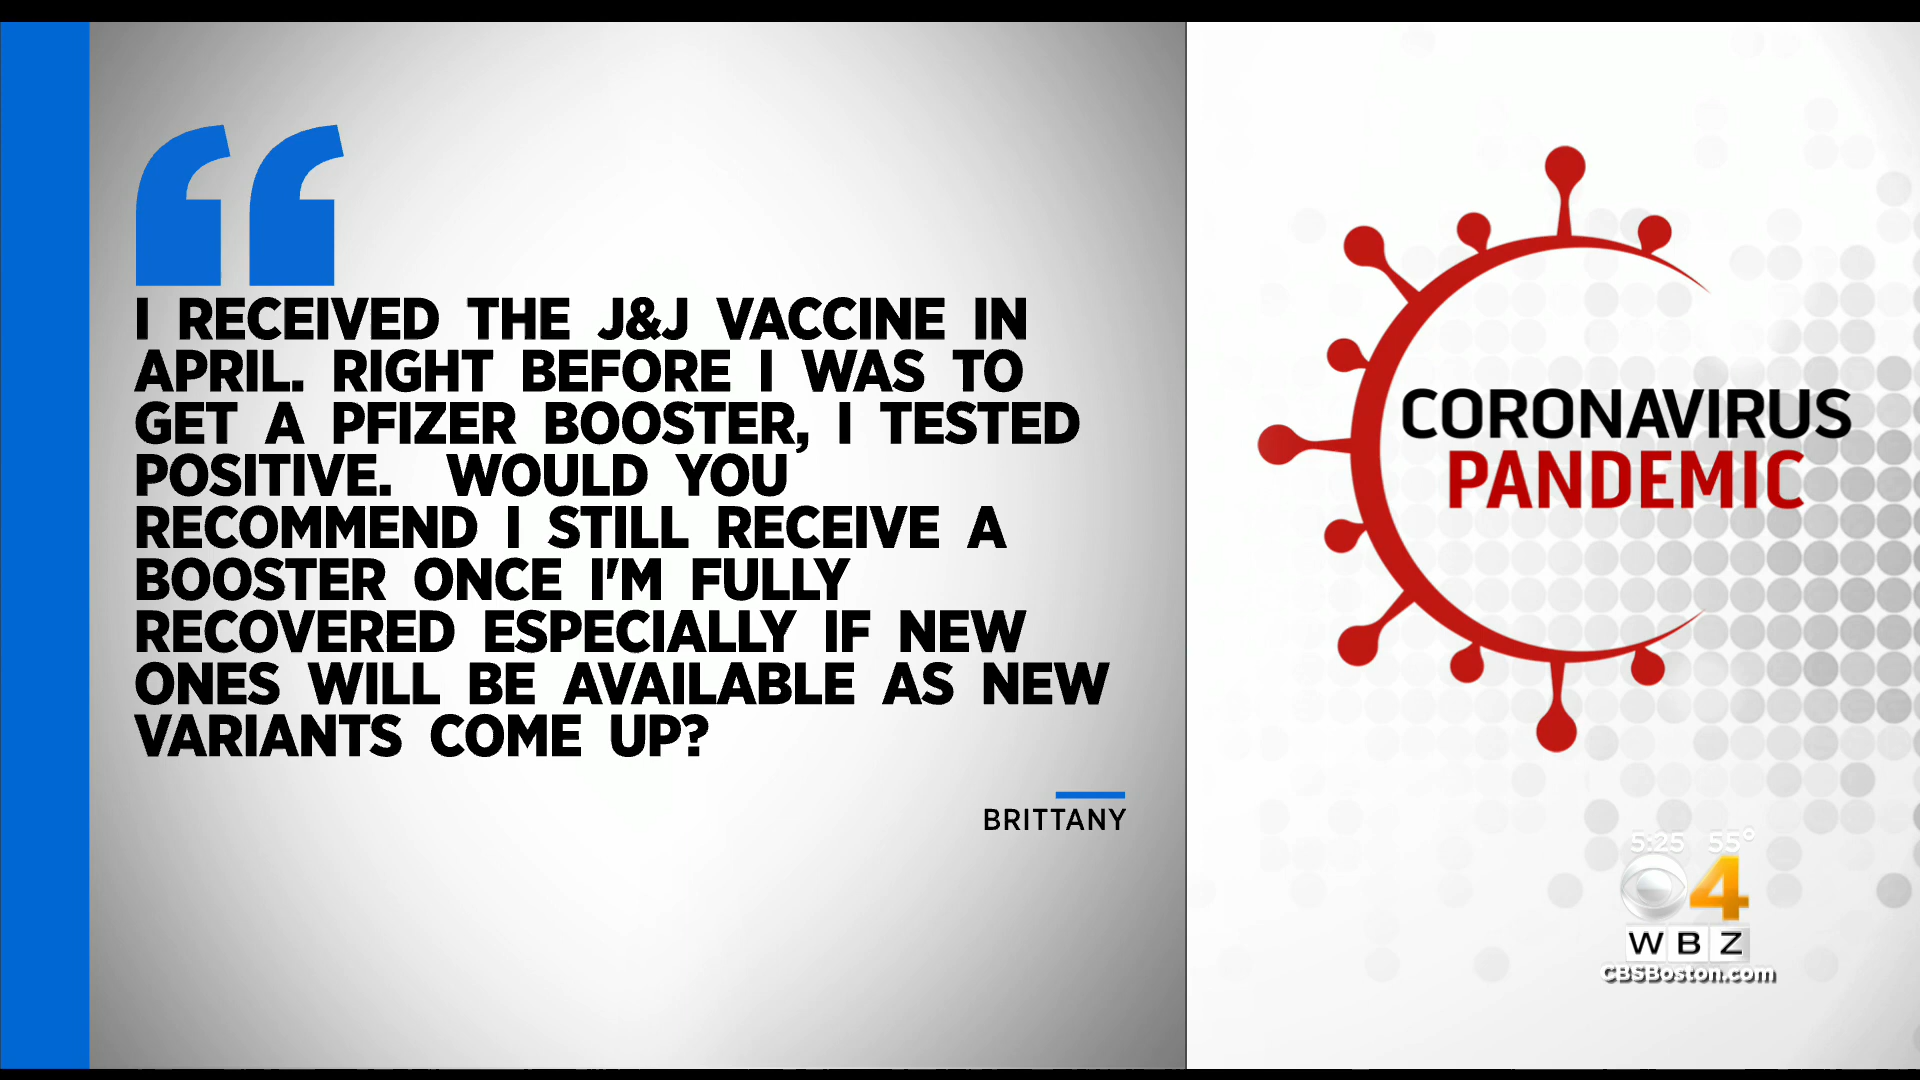 I RECEIVED THE J&J VACCINE IN
APRIL. RIGHT BEFORE I WAS TO
GET A PFIZER BOOSTER, I TESTED
POSITIVE. WOULD YOU
RECOMMEND I STILL RECEIVE A
BOOSTER ONCE I'M FULLY
RECOVERED ESPECIALLY IF NEW
ONES WILL BE AVAILABLE AS NEW
VARIANTS COME UP?
BRITTANY
CORONAVIRUS
PANDEMIC
5:25 55°
4
WBZ
CBSBoston.com